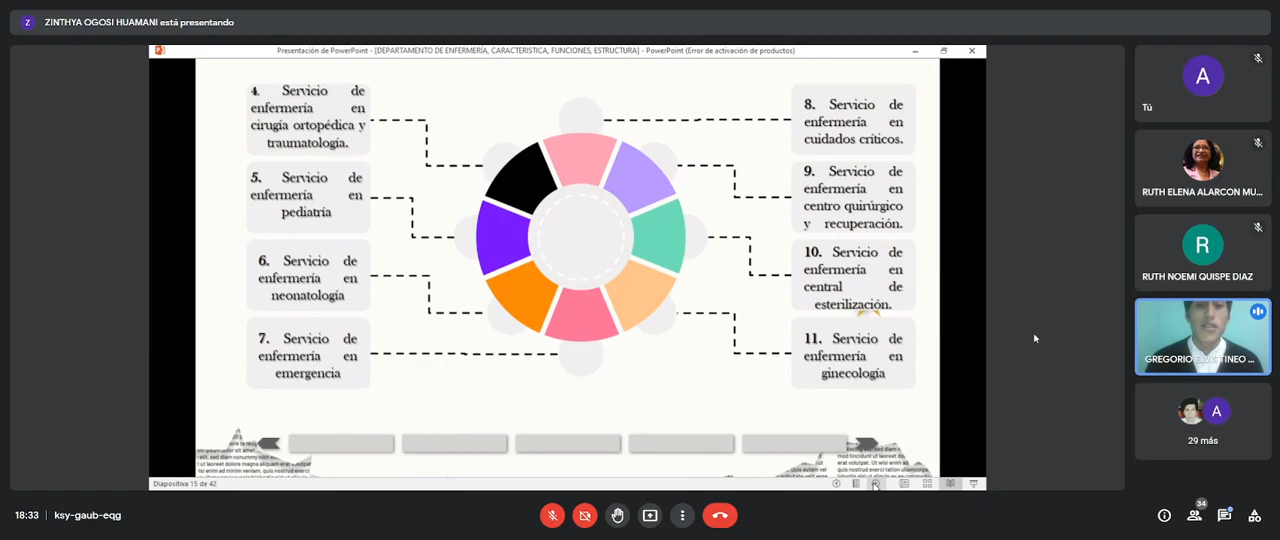 Z ZINTHYA OGOSI HUAMANI está presentando
Presentación de PowerPoint - [DEPARTAMENTO DE ENFERMERÍA, CARACTERISTICA, FUNCIONES, ESTRUCTURA] - PowerPoint (Error de activación de productos)
4. Servicio de
enfermería en
cirugía ortopédica y
traumatología.
5. Servicio de
enfermería en
pediatría
6. Servicio de
enfermería en
neonatología
7. Servicio de
enfermería en
emergencia
8. Servicio de
enfermería en
cuidados críticos.
9. Servicio de
enfermería en
centro quirúrgico
y recuperación.
10. Servicio de
enfermería en
central de
esterilización.
11. Servicio de
enfermería en
ginecología
Diapositiva 15 de 42
A
Tú
RUTH ELENA ALARCON MU...
R
RUTH NOEMI QUISPE DIAZ
GREGORIO ELVIS TINEO ...
A
29 más
18:33 | ksy-gaub-eqg
34